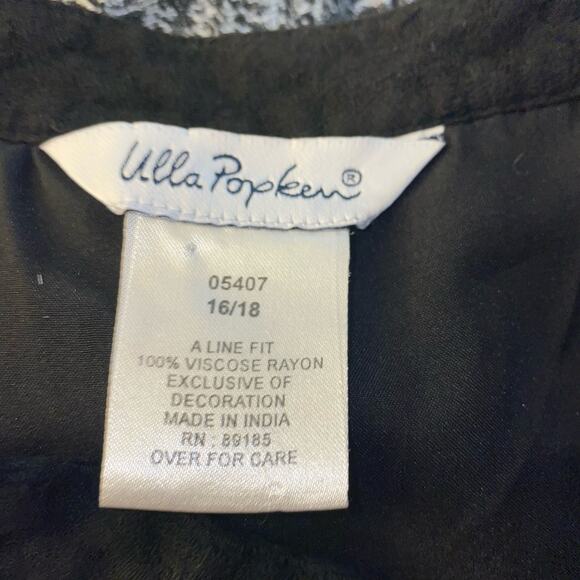 Ulla Popken®
05407
16/18
A LINE FIT
100% VISCOSE RAYON
EXCLUSIVE OF
DECORATION
MADE IN INDIA
RN : 89185
OVER FOR CARE